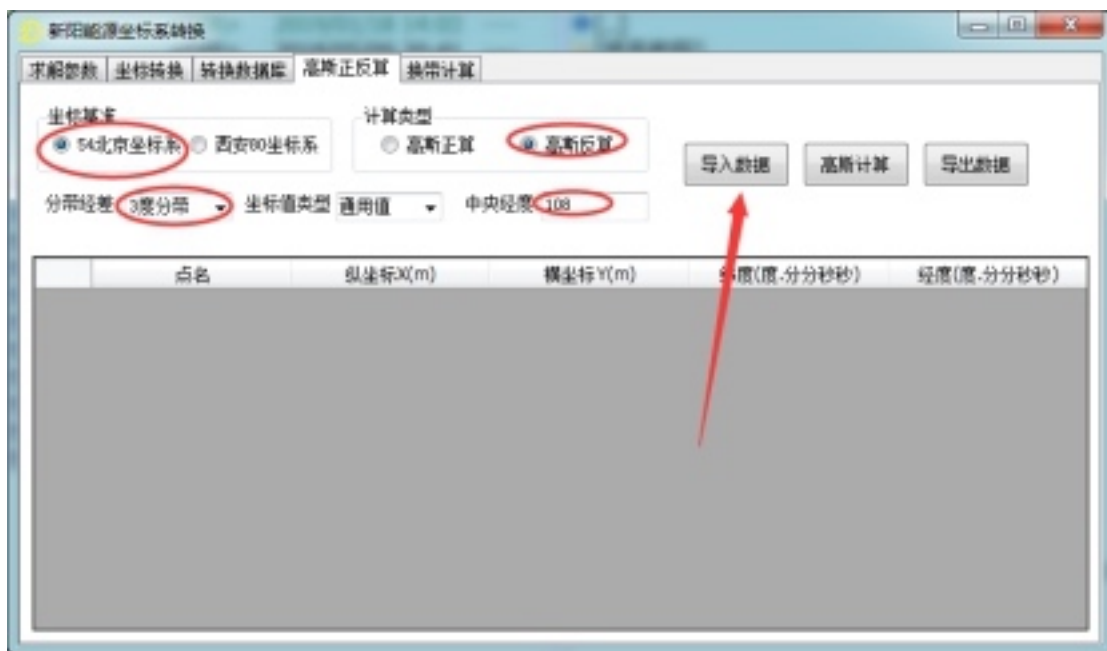 新阳能源坐标系转换
求解参数 坐标转换 转换数据库 高斯正反算 换带计算
坐标基准 计算类型
54北京坐标系 西安80坐标系 高斯正算 高斯反算
导入数据 高斯计算 导出数据
分带经差 3度分带 坐标值类型 通用值 中央经度 108
点名 纵坐标X(m) 横坐标Y(m) 纬度(度.分分秒秒) 经度(度.分分秒秒)